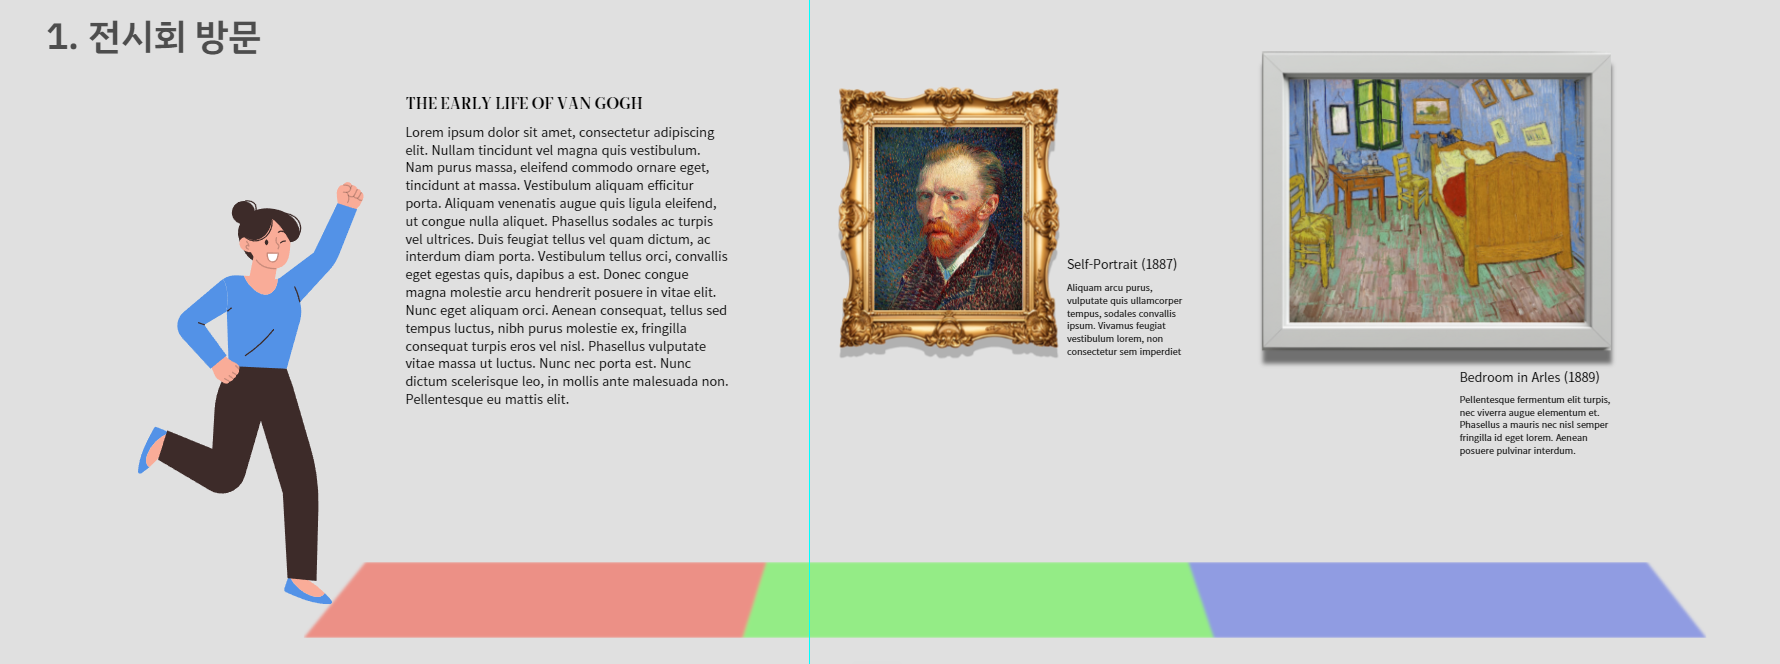 1. 전시회 방문
THE EARLY LIFE OF VAN GOGH
Lorem ipsum dolor sit amet, consectetur adipiscing
elit. Nullam tincidunt vel magna quis vestibulum.
Nam purus massa, eleifend commodo ornare eget,
tincidunt at massa. Vestibulum aliquam efficitur
porta. Aliquam venenatis augue quis ligula eleifend,
ut congue nulla aliquet. Phasellus sodales ac turpis
vel ultrices. Duis feugiat tellus vel quam dictum, ac
interdum diam porta. Vestibulum tellus orci, convallis
eget egestas quis, dapibus a est. Donec congue
magna molestie arcu hendrerit posuere in vitae elit.
Nunc eget aliquam orci. Aenean consequat, tellus sed
tempus luctus, nibh purus molestie ex, fringilla
consequat turpis eros vel nisl. Phasellus vulputate
vitae massa ut luctus. Nunc nec porta est. Nunc
dictum scelerisque leo, in mollis ante malesuada non.
Pellentesque eu mattis elit.
Self-Portrait (1887)
Aliquam arcu purus,
vulputate quis ullamcorper
tempus, sodales convallis
ipsum. Vivamus feugiat
vestibulum lorem, non
consectetur sem imperdiet
Bedroom in Arles (1889)
Pellentesque fermentum elit turpis,
nec viverra augue elementum et.
Phasellus a mauris nec nisl semper
fringilla id eget lorem. Aenean
posuere pulvinar interdum.